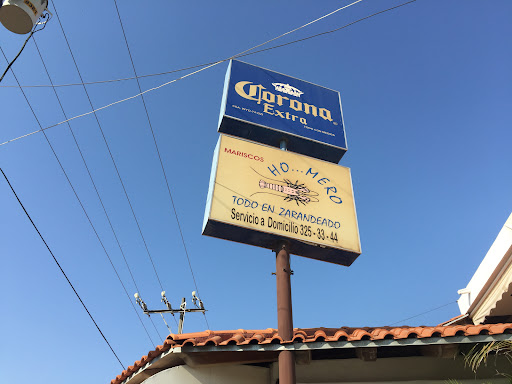 Corona
Extra
MARISCOS
HO...MERO
TODO EN ZARANDEADO
Servicio a Domicilio 325-33-44